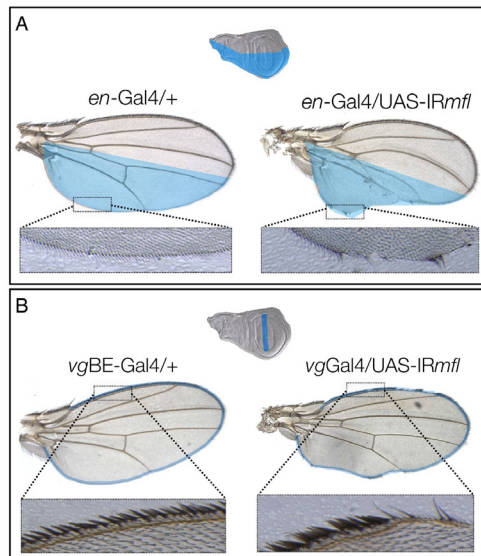 A
en-Gal4/+
en-Gal4/UAS-IRmfl
B
vgBE-Gal4/+
vgGal4/UAS-IRmfl